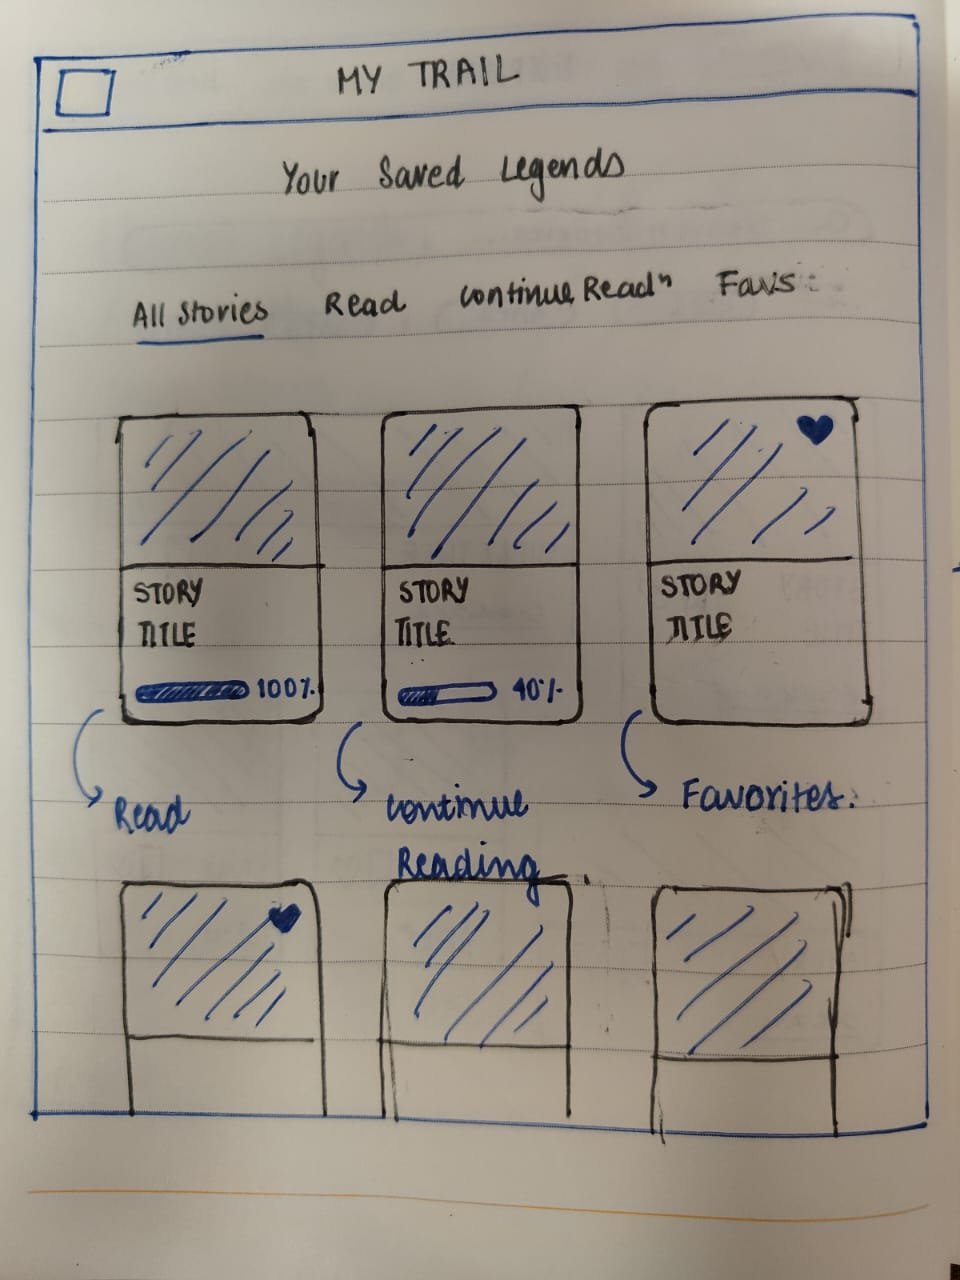 MY TRAIL
Your Saved Legends
All Stories Read Continue Readⁿ Favs:
STORY
TITLE
100%
STORY
TITLE
40%
STORY
TITLE
Read
Continue
Reading
Favorites: